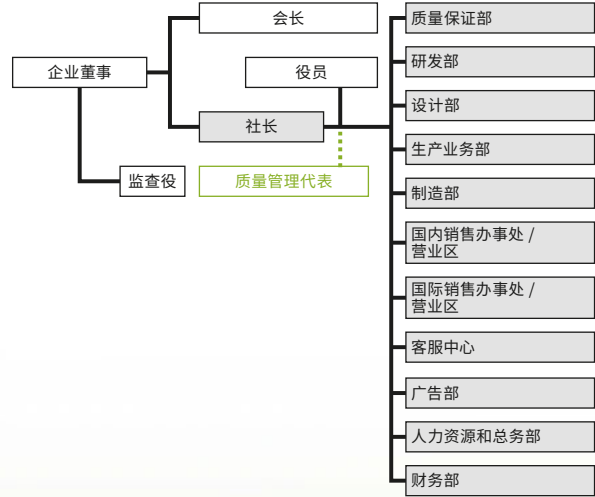 会长
企业董事
役员
社长
监查役
质量管理代表
质量保证部
研发部
设计部
生产业务部
制造部
国内销售办事处 /
营业区
国际销售办事处 /
营业区
客服中心
广告部
人力资源和总务部
财务部